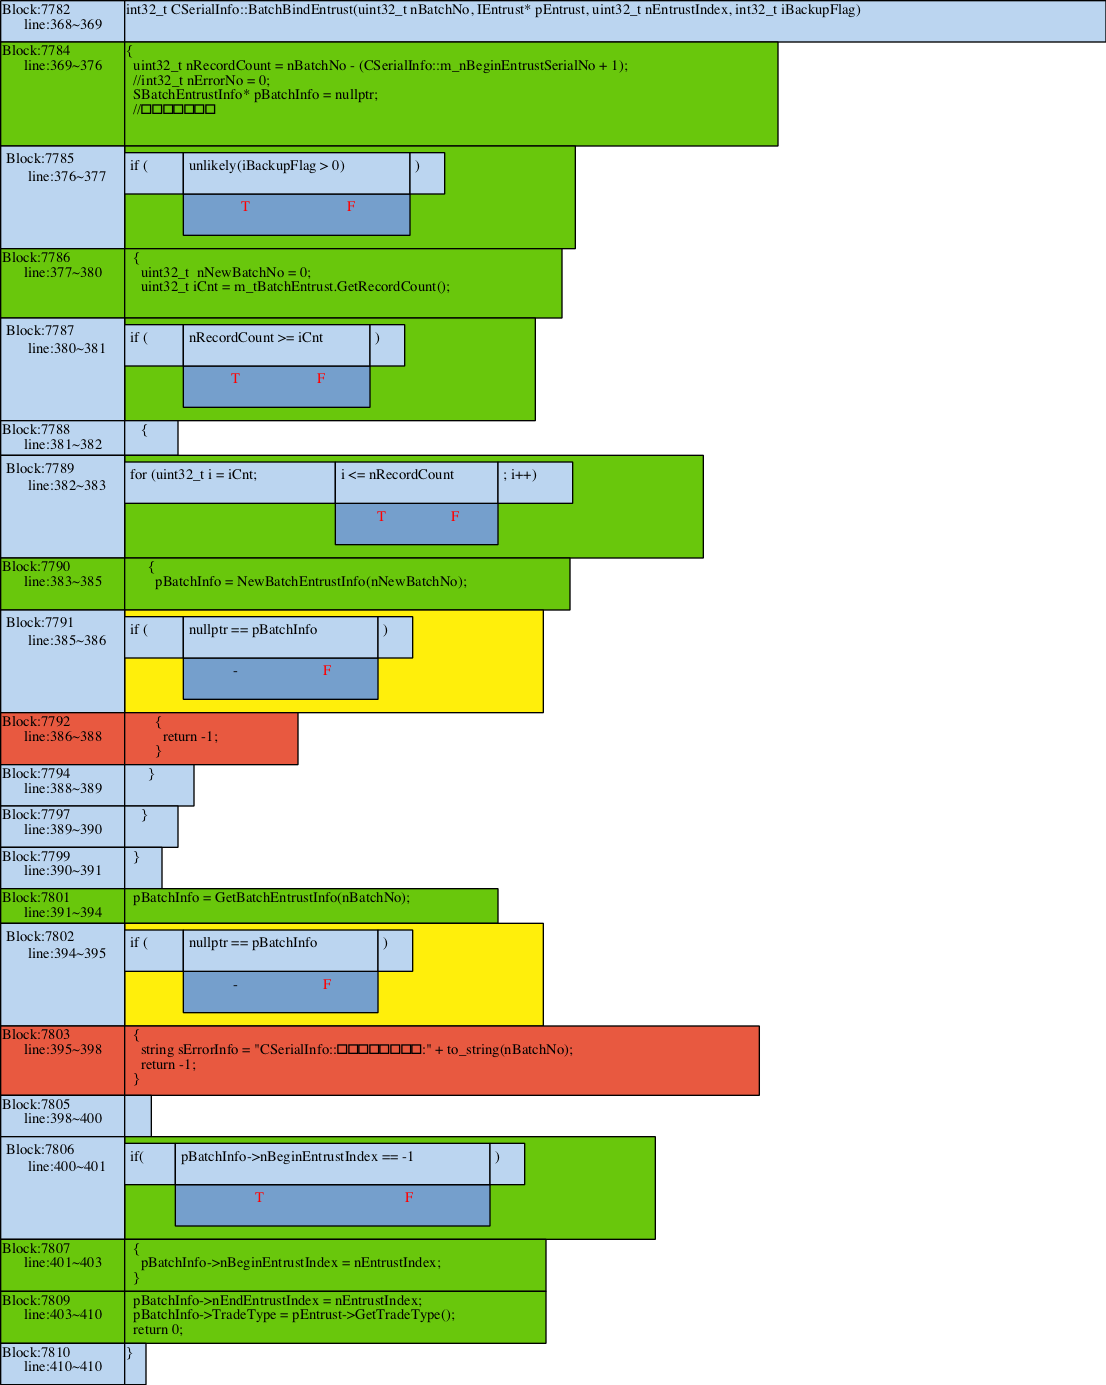 Block:7782 int32_t CSerialInfo::BatchBindEntrust(uint32_t nBatchNo, IEntrust* pEntrust, uint32_t nEntrustIndex, int32_t iBackupFlag)
line:368~369
Block:7784 {
line:369~376 uint32_t nRecordCount = nBatchNo - (CSerialInfo::m_nBeginEntrustSerialNo + 1);
//int32_t nErrorNo = 0;
SBatchEntrustInfo* pBatchInfo = nullptr;
//□□□□□□□
Block:7785 if ( unlikely(iBackupFlag > 0) )
line:376~377
T F
Block:7786 {
line:377~380 uint32_t  nNewBatchNo = 0;
uint32_t iCnt = m_tBatchEntrust.GetRecordCount();
Block:7787 if ( nRecordCount >= iCnt )
line:380~381
T F
Block:7788 {
line:381~382
Block:7789 for (uint32_t i = iCnt; i <= nRecordCount ; i++)
line:382~383
T F
Block:7790 {
line:383~385 pBatchInfo = NewBatchEntrustInfo(nNewBatchNo);
Block:7791 if ( nullptr == pBatchInfo )
line:385~386
- F
Block:7792 {
line:386~388 return -1;
}
Block:7794 }
line:388~389
Block:7797 }
line:389~390
Block:7799 }
line:390~391
Block:7801 pBatchInfo = GetBatchEntrustInfo(nBatchNo);
line:391~394
Block:7802 if ( nullptr == pBatchInfo )
line:394~395
- F
Block:7803 {
line:395~398 string sErrorInfo = "CSerialInfo::□□□□□□□□:" + to_string(nBatchNo);
return -1;
}
Block:7805
line:398~400
Block:7806 if( pBatchInfo->nBeginEntrustIndex == -1 )
line:400~401
T F
Block:7807 {
line:401~403 pBatchInfo->nBeginEntrustIndex = nEntrustIndex;
}
Block:7809 pBatchInfo->nEndEntrustIndex = nEntrustIndex;
line:403~410 pBatchInfo->TradeType = pEntrust->GetTradeType();
return 0;
Block:7810 }
line:410~410